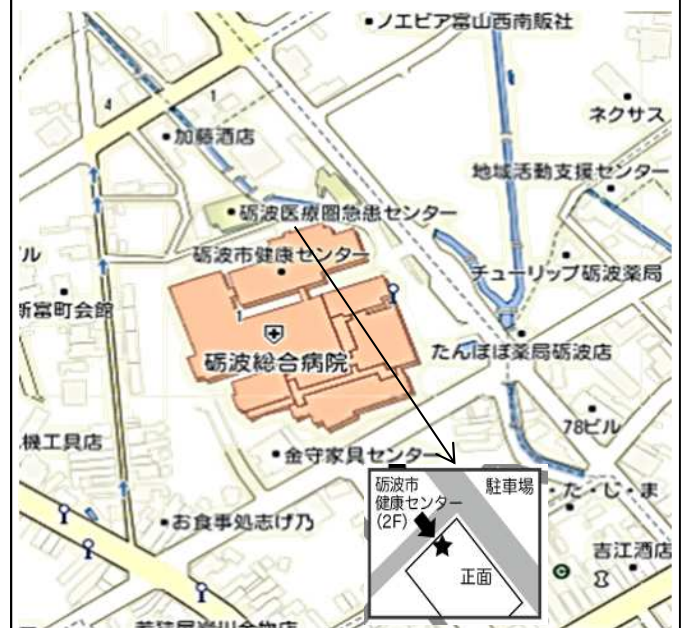 ノエビア富山西南販社
ネクサス
4
1
加藤酒店
地域活動支援センター
砺波医療圏急患センター
ル
砺波市健康センター
チューリップ砺波薬局
新富町会館
1
砺波総合病院
たんぽぽ薬局砺波店
機工具店
78ビル
金守家具センター
砺波市
健康センター
(2F)
駐車場
た・じ・ま
お食事処志げ乃
正面
吉江酒店